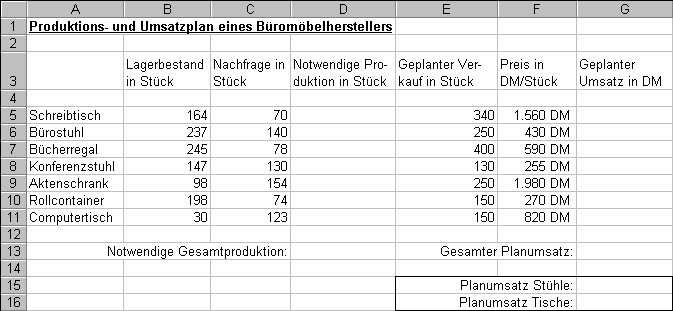 A B C D E F G
1 Produktions- und Umsatzplan eines Büromöbelherstellers
2
Lagerbestand Nachfrage in Notwendige Pro- Geplanter Ver- Preis in Geplanter
3 in Stück Stück duktion in Stück kauf in Stück DM/Stück Umsatz in DM
4
5 Schreibtisch 164 70 340 1.560 DM
6 Bürostuhl 237 140 250 430 DM
7 Bücherregal 245 78 400 590 DM
8 Konferenzstuhl 147 130 130 255 DM
9 Aktenschrank 98 154 250 1.980 DM
10 Rollcontainer 198 74 150 270 DM
11 Computertisch 30 123 150 820 DM
12
13 Notwendige Gesamtproduktion: Gesamter Planumsatz:
14
15 Planumsatz Stühle:
16 Planumsatz Tische: